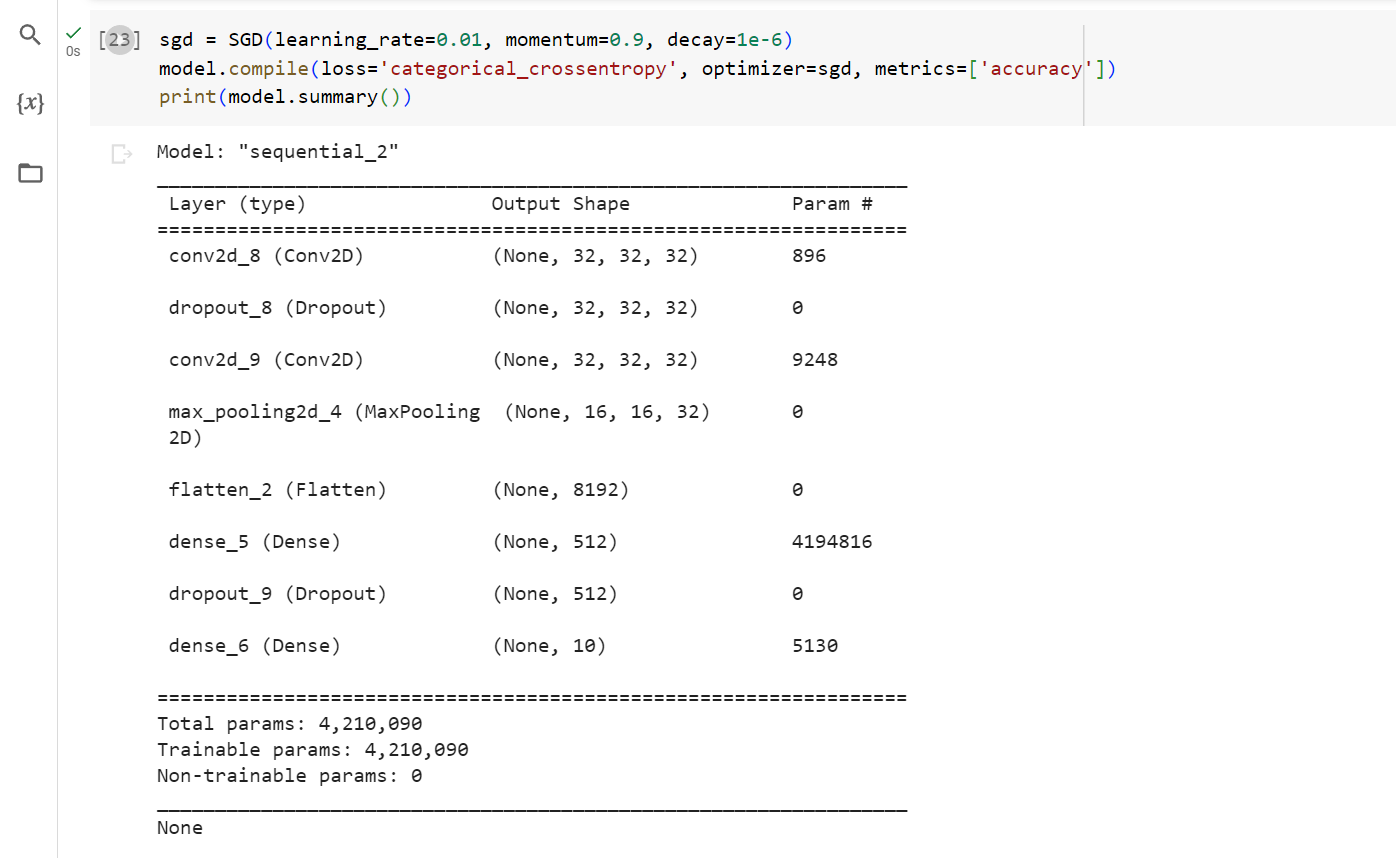 {x}
0s
[23]
sgd = SGD(learning_rate=0.01, momentum=0.9, decay=1e-6)
model.compile(loss='categorical_crossentropy', optimizer=sgd, metrics=['accuracy'])
print(model.summary())
Model: "sequential_2"
_________________________________________________________________
Layer (type) Output Shape Param #
=================================================================
conv2d_8 (Conv2D) (None, 32, 32, 32) 896
dropout_8 (Dropout) (None, 32, 32, 32) 0
conv2d_9 (Conv2D) (None, 32, 32, 32) 9248
max_pooling2d_4 (MaxPooling (None, 16, 16, 32) 0
2D)
flatten_2 (Flatten) (None, 8192) 0
dense_5 (Dense) (None, 512) 4194816
dropout_9 (Dropout) (None, 512) 0
dense_6 (Dense) (None, 10) 5130
=================================================================
Total params: 4,210,090
Trainable params: 4,210,090
Non-trainable params: 0
_________________________________________________________________
None